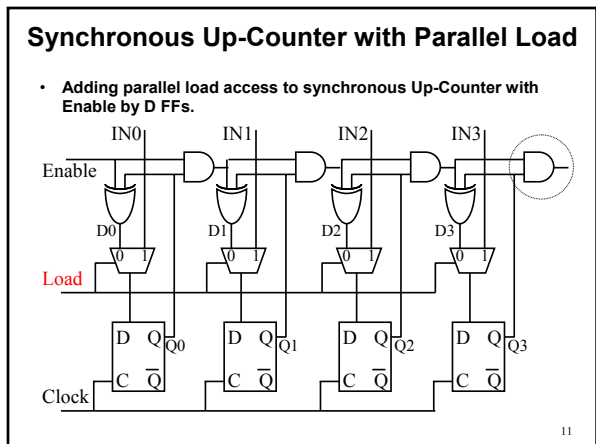 Synchronous Up-Counter with Parallel Load
• Adding parallel load access to synchronous Up-Counter with
Enable by D FFs.
IN0 IN1 IN2 IN3
Enable
D0 D1 D2 D3
0 1 0 1 0 1 0 1
Load
D Q Q0 D Q Q1 D Q Q2 D Q Q3
C Q̅ C Q̅ C Q̅ C Q̅
Clock
11